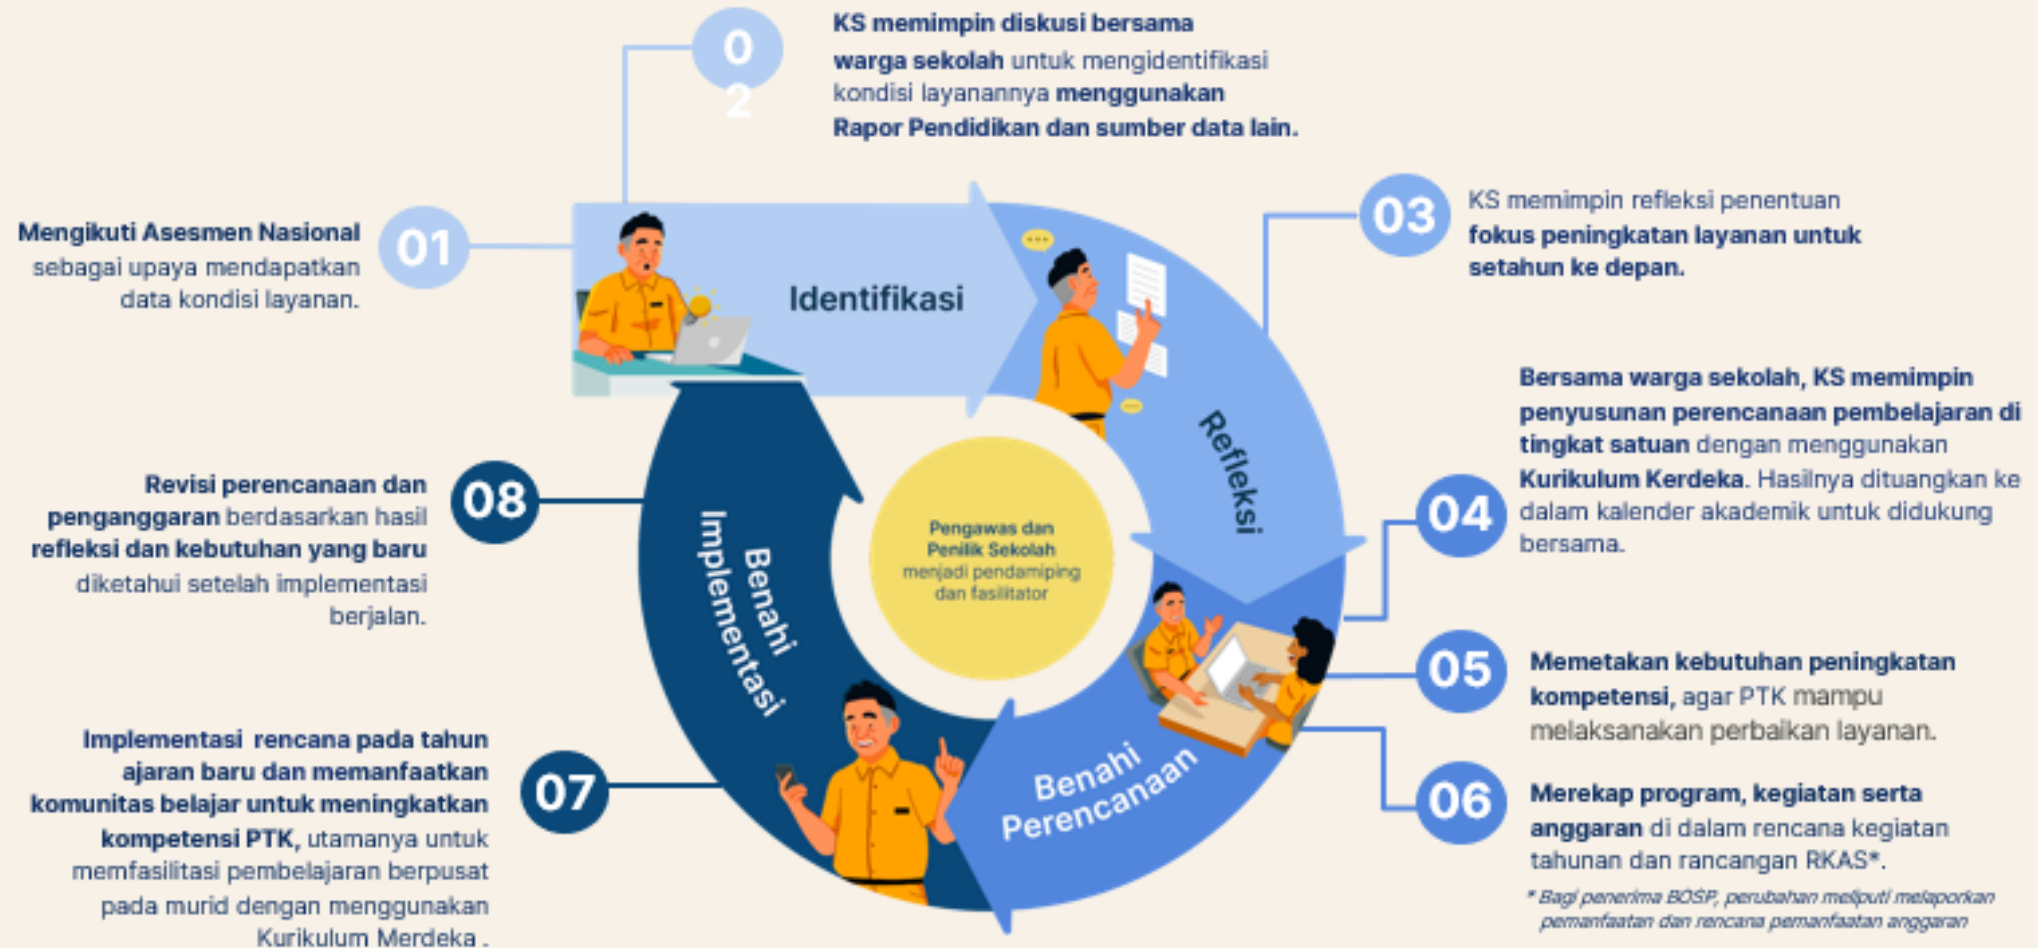 0
2
KS memimpin diskusi bersama
warga sekolah untuk mengidentifikasi
kondisi layanannya menggunakan
Rapor Pendidikan dan sumber data lain.
01
Mengikuti Asesmen Nasional
sebagai upaya mendapatkan
data kondisi layanan.
Identifikasi
03
KS memimpin refleksi penentuan
fokus peningkatan layanan untuk
setahun ke depan.
Refleksi
04
Bersama warga sekolah, KS memimpin
penyusunan perencanaan pembelajaran di
tingkat satuan dengan menggunakan
Kurikulum Kerdeka. Hasilnya dituangkan ke
dalam kalender akademik untuk didukung
bersama.
05
Memetakan kebutuhan peningkatan
kompetensi, agar PTK mampu
melaksanakan perbaikan layanan.
06
Merekap program, kegiatan serta
anggaran di dalam rencana kegiatan
tahunan dan rancangan RKAS*.
* Bagi penerima BOSP, perubahan meliputi melaporkan
pemanfaatan dan rencana pemanfaatan anggaran
Benahi
Perencanaan
07
Implementasi rencana pada tahun
ajaran baru dan memanfaatkan
komunitas belajar untuk meningkatkan
kompetensi PTK, utamanya untuk
memfasilitasi pembelajaran berpusat
pada murid dengan menggunakan
Kurikulum Merdeka .
08
Revisi perencanaan dan
penganggaran berdasarkan hasil
refleksi dan kebutuhan yang baru
diketahui setelah implementasi
berjalan.
Benahi
Implementasi
Pengawas dan
Penilik Sekolah
menjadi pendamiping
dan fasilitator